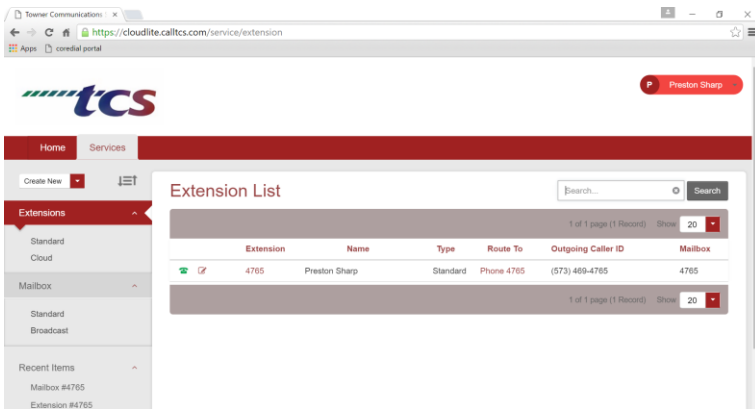 Towner Communications
https://cloudlite.calltcs.com/service/extension
Apps coredial portal
tcs
P Preston Sharp
Home Services
Create New
Extension List
Search...
Search
Extensions
1 of 1 page (1 Record) Show 20
Standard
Cloud
Extension Name Type Route To Outgoing Caller ID Mailbox
4765 Preston Sharp Standard Phone 4765 (573) 469-4765 4765
Mailbox
1 of 1 page (1 Record) Show 20
Standard
Broadcast
Recent Items
Mailbox #4765
Extension #4765